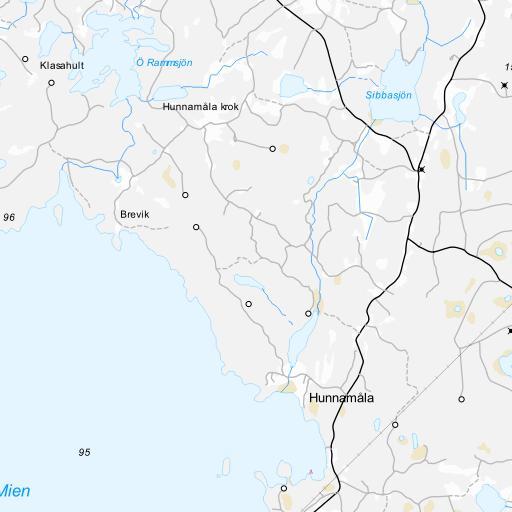 Klasahult
Ö Rammsjön
Hunnamåla krok
Sibbasjön
96
Brevik
Hunnamåla
95
Mien